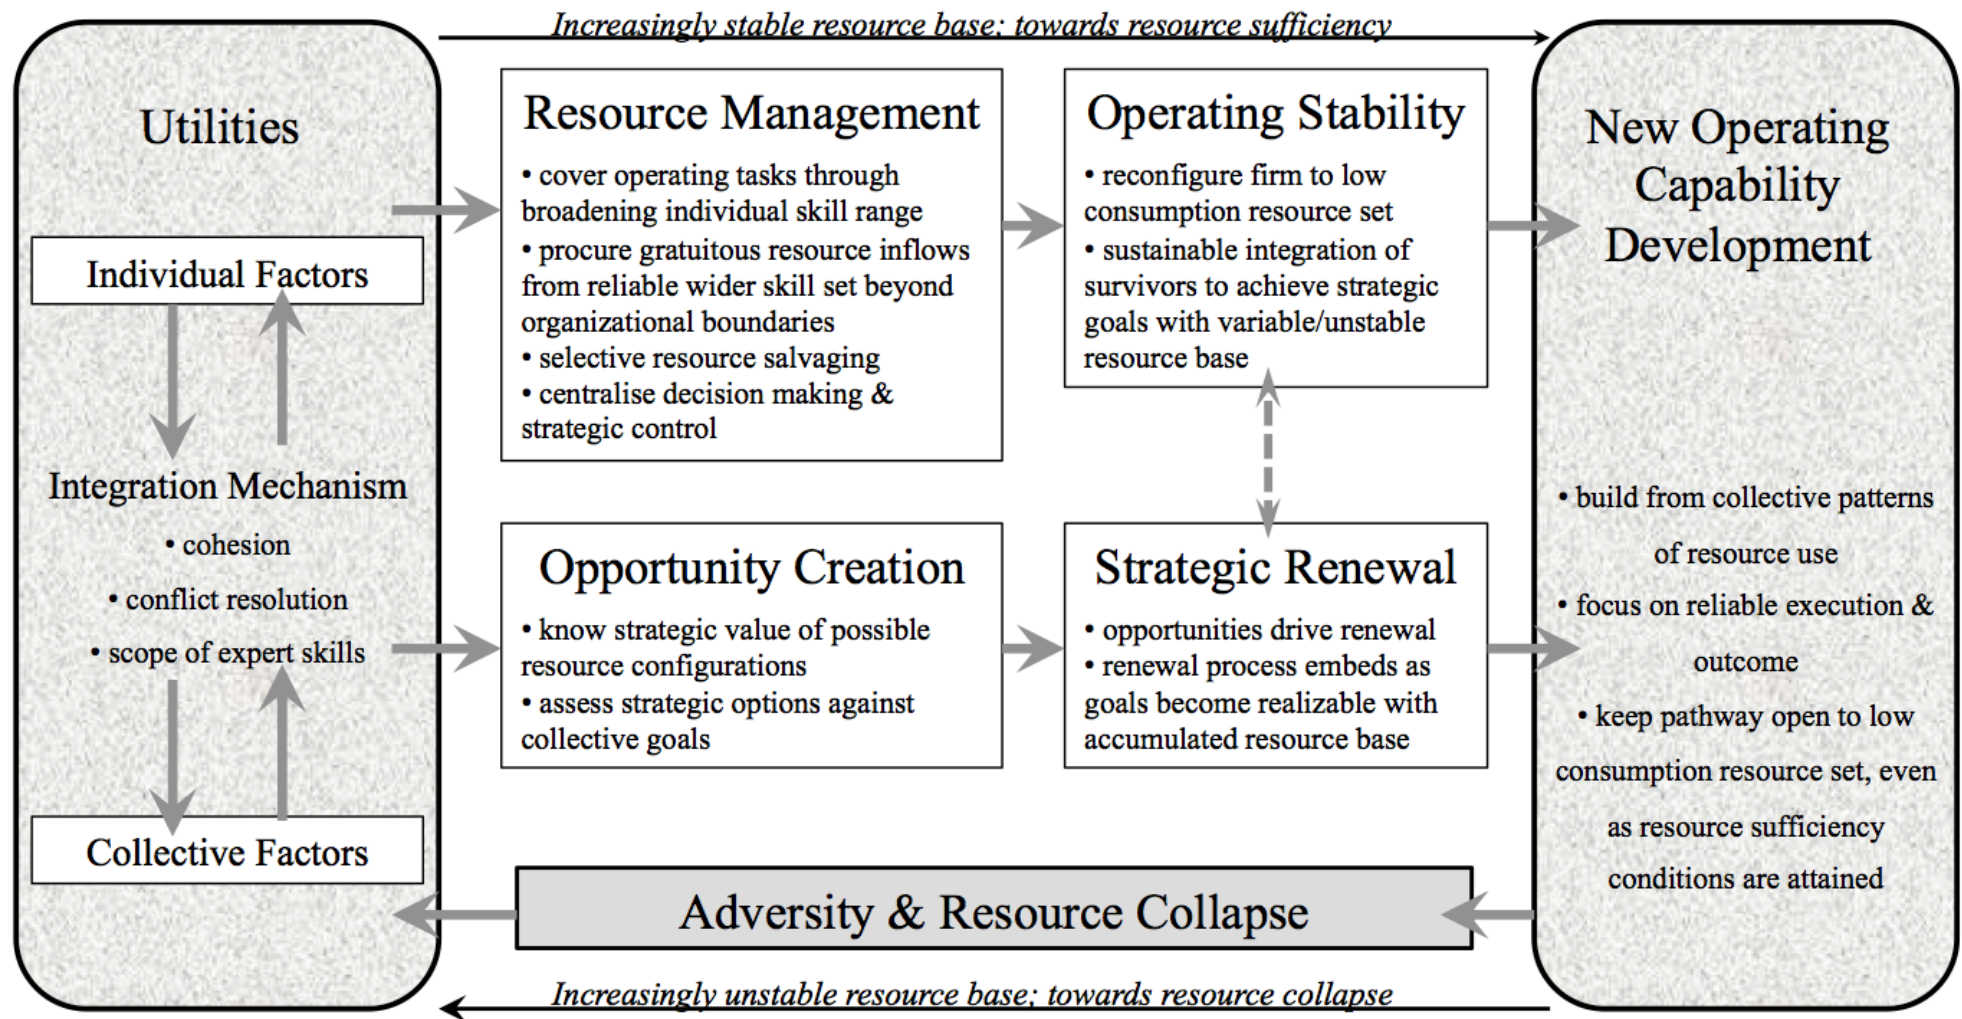 Increasingly stable resource base; towards resource sufficiency
Utilities
Individual Factors
Integration Mechanism
• cohesion
• conflict resolution
• scope of expert skills
Collective Factors
Resource Management
• cover operating tasks through
broadening individual skill range
• procure gratuitous resource inflows
from reliable wider skill set beyond
organizational boundaries
• selective resource salvaging
• centralise decision making &
strategic control
Operating Stability
• reconfigure firm to low
consumption resource set
• sustainable integration of
survivors to achieve strategic
goals with variable/unstable
resource base
Opportunity Creation
• know strategic value of possible
resource configurations
• assess strategic options against
collective goals
Strategic Renewal
• opportunities drive renewal
• renewal process embeds as
goals become realizable with
accumulated resource base
New Operating
Capability
Development
• build from collective patterns
of resource use
• focus on reliable execution &
outcome
• keep pathway open to low
consumption resource set, even
as resource sufficiency
conditions are attained
Adversity & Resource Collapse
Increasingly unstable resource base; towards resource collapse